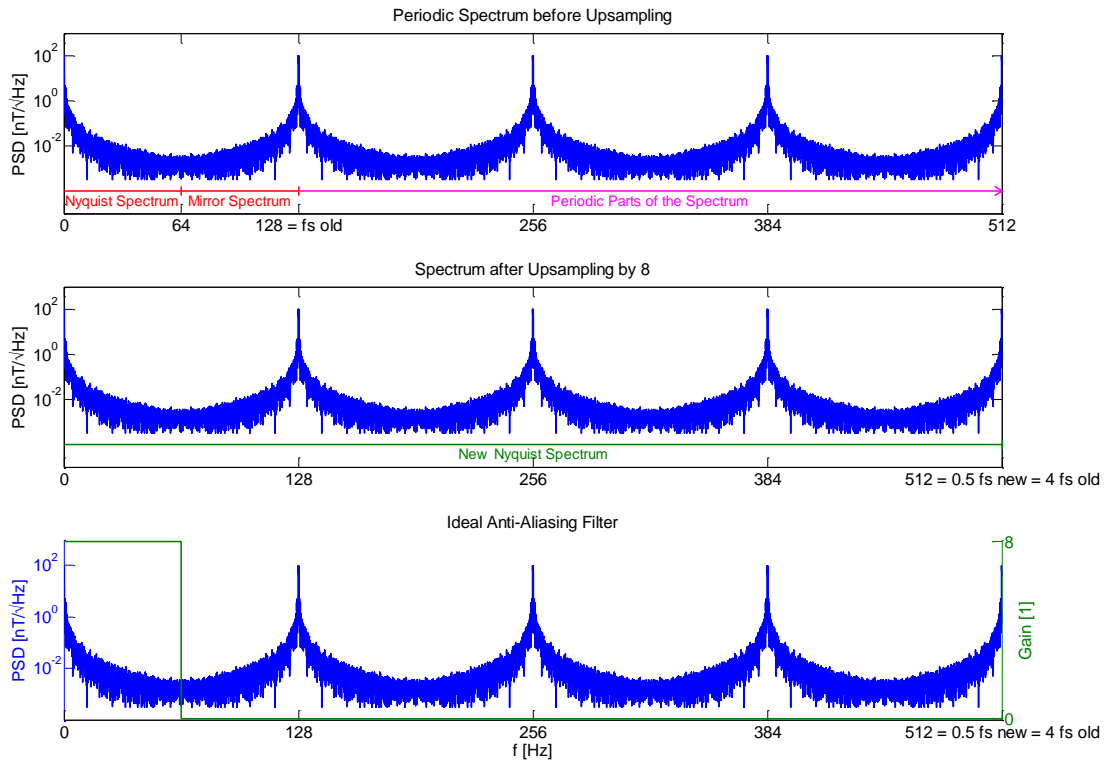 Periodic Spectrum before Upsampling
PSD [nT/√Hz]
10^2
10^0
10^-2
Nyquist Spectrum
Mirror Spectrum
Periodic Parts of the Spectrum
0 64 128 = fs old 256 384 512
Spectrum after Upsampling by 8
PSD [nT/√Hz]
10^2
10^0
10^-2
New Nyquist Spectrum
0 128 256 384 512 = 0.5 fs new = 4 fs old
Ideal Anti-Aliasing Filter
PSD [nT/√Hz]
10^2
10^0
10^-2
8
Gain [1]
0
0 128 256 384 512 = 0.5 fs new = 4 fs old
f [Hz]